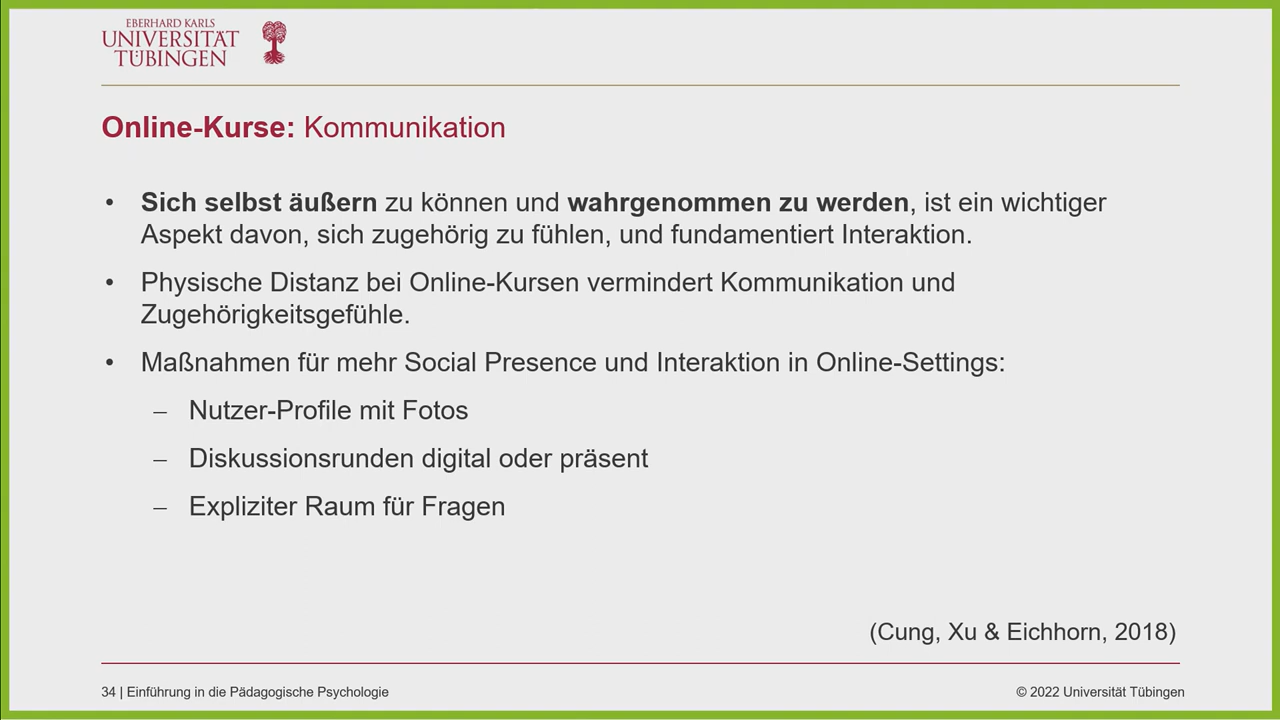 EBERHARD KARLS
UNIVERSITÄT
TÜBINGEN
Online-Kurse: Kommunikation
• Sich selbst äußern zu können und wahrgenommen zu werden, ist ein wichtiger
Aspekt davon, sich zugehörig zu fühlen, und fundamentiert Interaktion.
• Physische Distanz bei Online-Kursen vermindert Kommunikation und
Zugehörigkeitsgefühle.
• Maßnahmen für mehr Social Presence und Interaktion in Online-Settings:
– Nutzer-Profile mit Fotos
– Diskussionsrunden digital oder präsent
– Expliziter Raum für Fragen
(Cung, Xu & Eichhorn, 2018)
34 | Einführung in die Pädagogische Psychologie
© 2022 Universität Tübingen